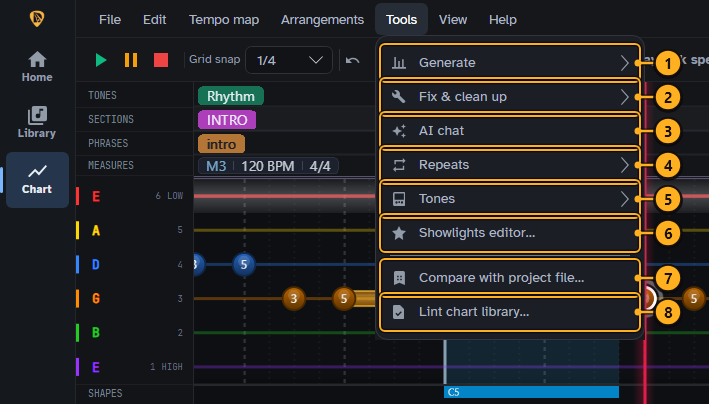 File Edit Tempo map Arrangements Tools View Help
Grid snap 1/4
Home
Library
Chart
TONES Rhythm
SECTIONS INTRO
PHRASES intro
MEASURES M3 120 BPM 4/4
E 6 LOW
A 5
D 4 5
G 3 3 5 5
B 2
E 1 HIGH
SHAPES C5
Generate 1
Fix & clean up 2
AI chat 3
Repeats 4
Tones 5
Showlights editor... 6
Compare with project file... 7
Lint chart library... 8